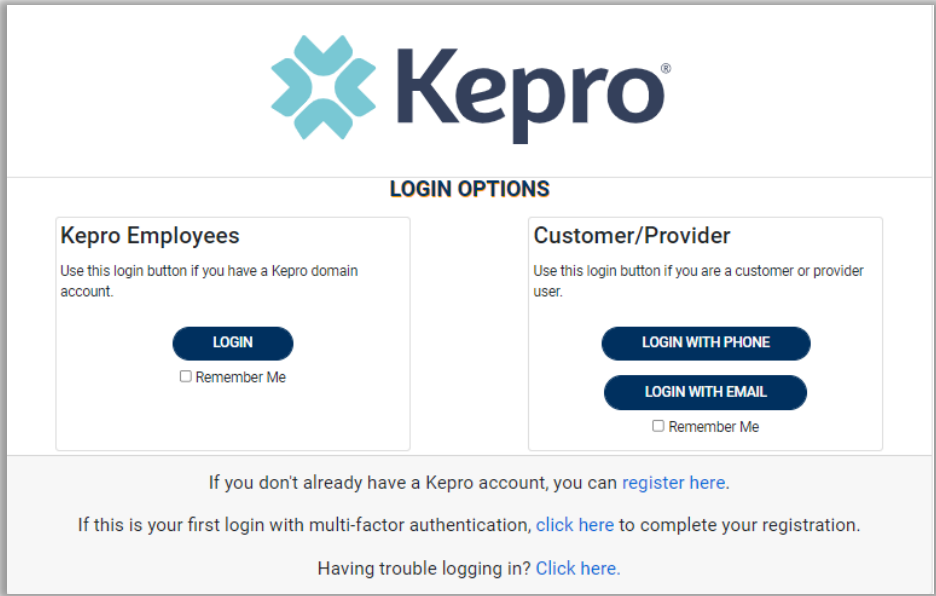 Kepro®
LOGIN OPTIONS
Kepro Employees
Use this login button if you have a Kepro domain
account.
LOGIN
Remember Me
Customer/Provider
Use this login button if you are a customer or provider
user.
LOGIN WITH PHONE
LOGIN WITH EMAIL
Remember Me
If you don't already have a Kepro account, you can register here.
If this is your first login with multi-factor authentication, click here to complete your registration.
Having trouble logging in? Click here.